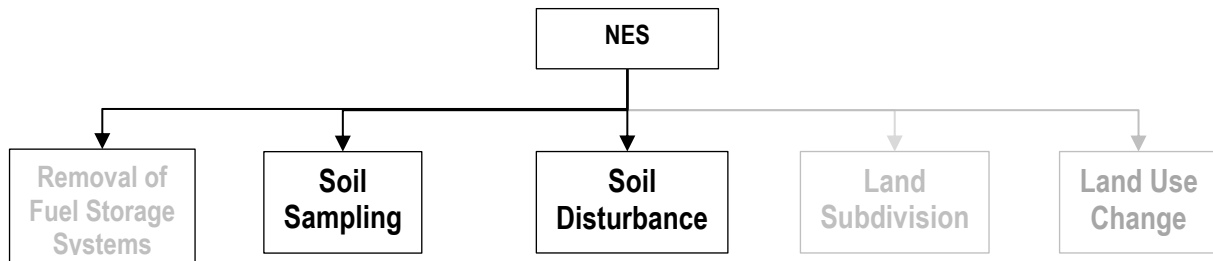 NES
Removal of
Fuel Storage
Systems
Soil
Sampling
Soil
Disturbance
Land
Subdivision
Land Use
Change